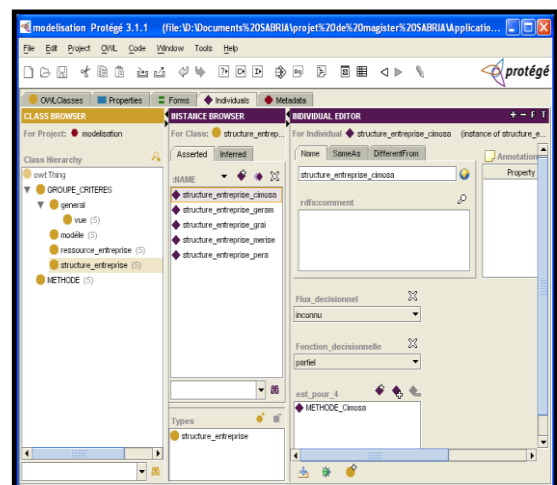 modelisation Protégé 3.1.1 (file:\D:\Documents%20SABRIA\projet%20de%20magister%20SABRIA\Applicatio...
File Edit Project OWL Code Window Tools Help
protégé
OWLClasses Properties Forms Individuals Metadata
CLASS BROWSER
For Project: modelisation
Class Hierarchy
owl:Thing
GROUPE_CRITERES
general
vue (5)
modéle (5)
ressource_entreprise (5)
structure_entreprise (5)
METHODE (5)
INSTANCE BROWSER
For Class: structure_entrep...
Asserted Inferred
:NAME
structure_entreprise_cimosa
structure_entreprise_geram
structure_entreprise_grai
structure_entreprise_merise
structure_entreprise_pera
Types
structure_entreprise
INDIVIDUAL EDITOR
For Individual structure_entreprise_cimosa (instance of structure_e...
Name SameAs DifferentFrom
structure_entreprise_cimosa
rdfs:comment
Annotation
Property
Flux_decisionnel
inconnu
Fonction_decisionnelle
partiel
est_pour_4
METHODE_Cimosa